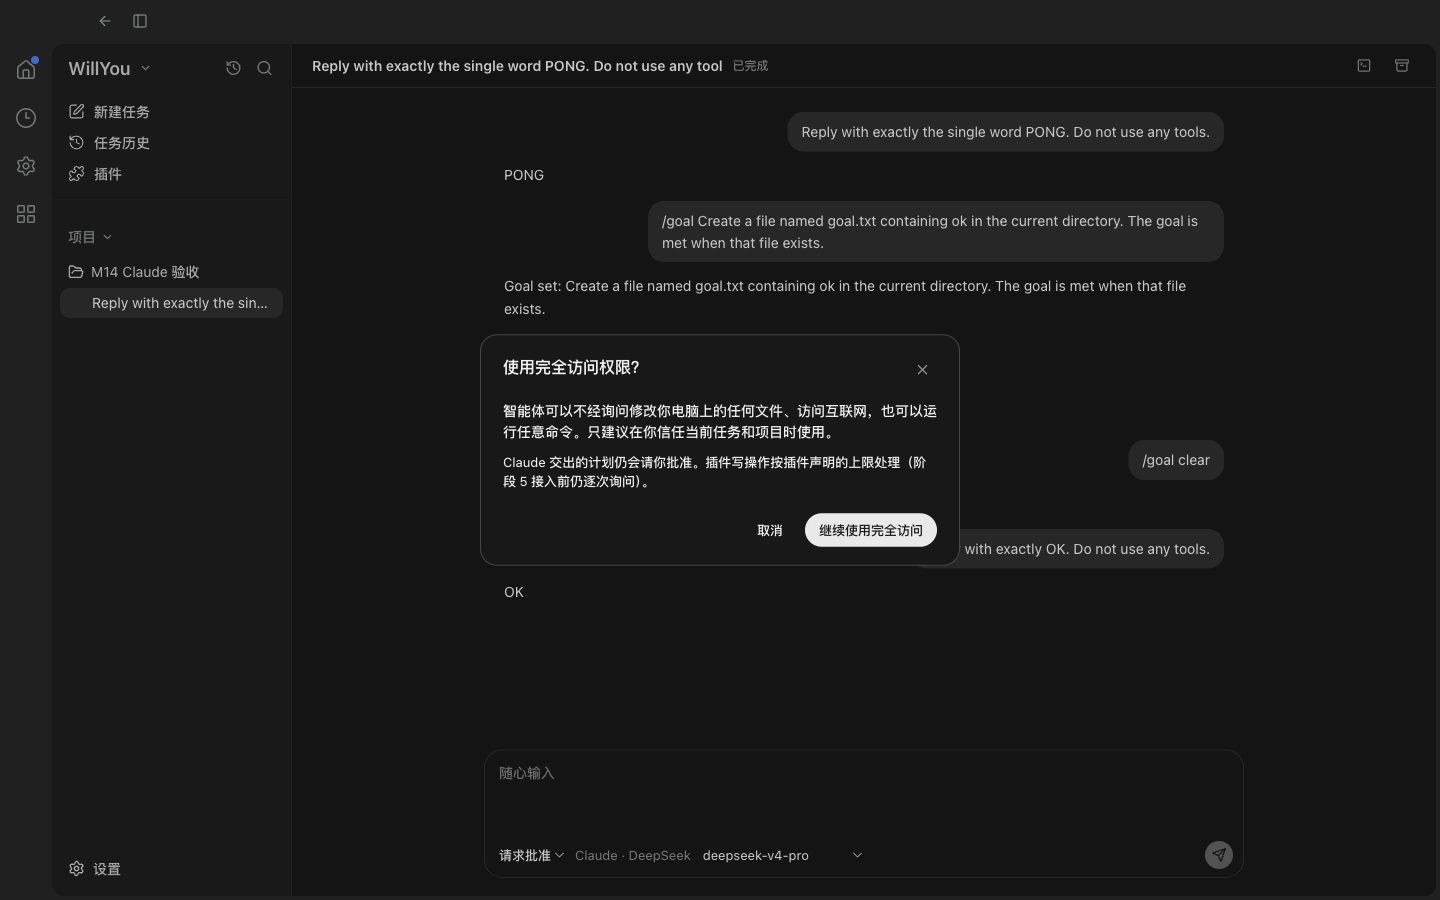 WillYou
新建任务
任务历史
插件
项目
M14 Claude 验收
Reply with exactly the sin...
设置
Reply with exactly the single word PONG. Do not use any tool 已完成
Reply with exactly the single word PONG. Do not use any tools.
PONG
/goal Create a file named goal.txt containing ok in the current directory. The goal is
met when that file exists.
Goal set: Create a file named goal.txt containing ok in the current directory. The goal is met when that file
exists.
使用完全访问权限?
智能体可以不经询问修改你电脑上的任何文件、访问互联网，也可以运
行任意命令。只建议在你信任当前任务和项目时使用。
Claude 交出的计划仍会请你批准。插件写操作按插件声明的上限处理（阶
段 5 接入前仍逐次询问）。
取消
继续使用完全访问
/goal clear
with exactly OK. Do not use any tools.
OK
随心输入
请求批准 Claude · DeepSeek deepseek-v4-pro